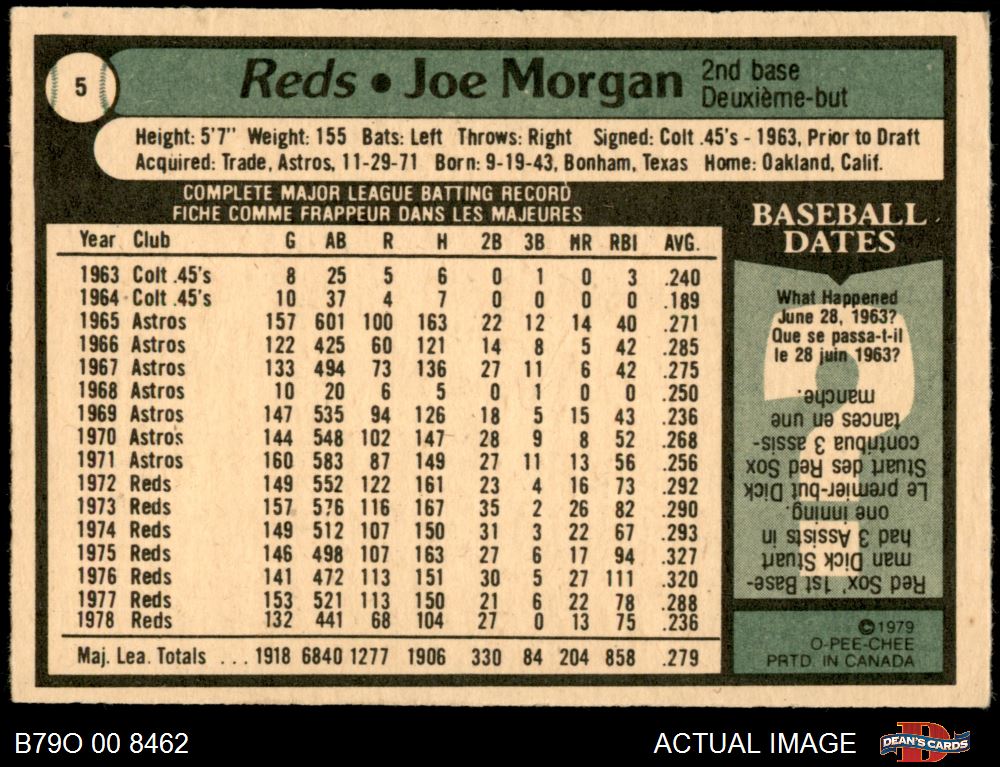 5
Reds • Joe Morgan
2nd base
Deuxième-but
Height: 5'7" Weight: 155 Bats: Left Throws: Right Signed: Colt .45's - 1963, Prior to Draft
Acquired: Trade, Astros, 11-29-71 Born: 9-19-43, Bonham, Texas Home: Oakland, Calif.
COMPLETE MAJOR LEAGUE BATTING RECORD
FICHE COMME FRAPPEUR DANS LES MAJEURES
Year Club G AB R H 2B 3B HR RBI AVG.
1963 Colt .45's 8 25 5 6 0 1 0 3 .240
1964 Colt .45's 10 37 4 7 0 0 0 0 .189
1965 Astros 157 601 100 163 22 12 14 40 .271
1966 Astros 122 425 60 121 14 8 5 42 .285
1967 Astros 133 494 73 136 27 11 6 42 .275
1968 Astros 10 20 6 5 0 1 0 0 .250
1969 Astros 147 535 94 126 18 5 15 43 .236
1970 Astros 144 548 102 147 28 9 8 52 .268
1971 Astros 160 583 87 149 27 11 13 56 .256
1972 Reds 149 552 122 161 23 4 16 73 .292
1973 Reds 157 576 116 167 35 2 26 82 .290
1974 Reds 149 512 107 150 31 3 22 67 .293
1975 Reds 146 498 107 163 27 6 17 94 .327
1976 Reds 141 472 113 151 30 5 27 111 .320
1977 Reds 153 521 113 150 21 6 22 78 .288
1978 Reds 132 441 68 104 27 0 13 75 .236
Maj. Lea. Totals ... 1918 6840 1277 1906 330 84 204 858 .279
BASEBALL
DATES
What Happened
June 28, 1963?
Que se passa-t-il
le 28 juin 1963?
Red Sox' 1st Base-
man Dick Stuart
had 3 Assists in
one inning.
Le premier-but Dick
Stuart des Red Sox
contribua 3 assis-
tances en une
manche.
©1979
O-PEE-CHEE
PRTD. IN CANADA
B79O 00 8462
ACTUAL IMAGE
DEAN'S CARDS